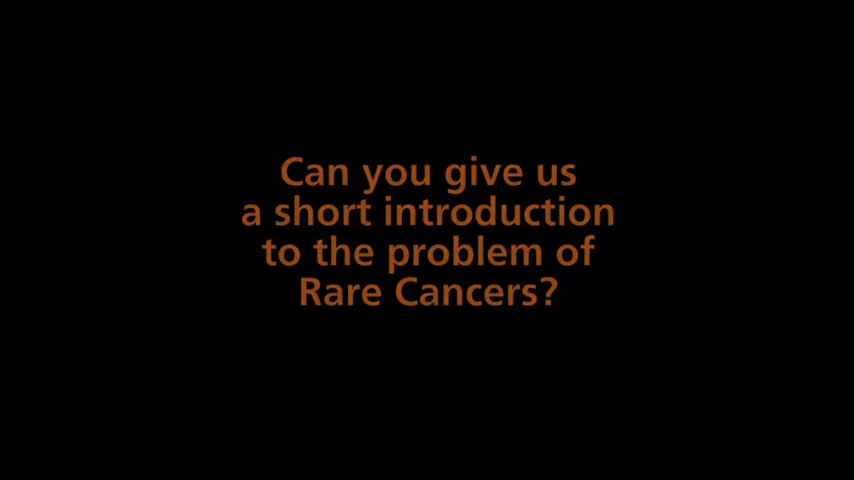 Can you give us
a short introduction
to the problem of
Rare Cancers?